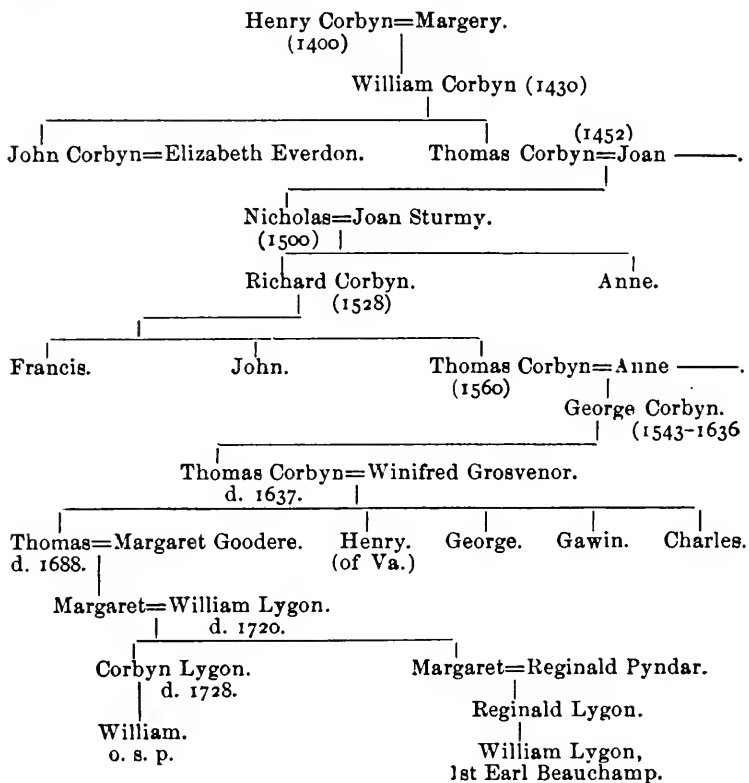 Henry Corbyn=Margery.
(1400)
William Corbyn (1430)
(1452)
John Corbyn=Elizabeth Everdon. Thomas Corbyn=Joan ——.
Nicholas=Joan Sturmy.
(1500)
Richard Corbyn. Anne.
(1528)
Francis. John. Thomas Corbyn=Anne ——.
(1560)
George Corbyn.
(1543-1636
Thomas Corbyn=Winifred Grosvenor.
d. 1637.
Thomas=Margaret Goodere. Henry. George. Gawin. Charles.
d. 1688. (of Va.)
Margaret=William Lygon.
d. 1720.
Corbyn Lygon. Margaret=Reginald Pyndar.
d. 1728.
Reginald Lygon.
William.
o. s. p.
William Lygon,
1st Earl Beauchamp.